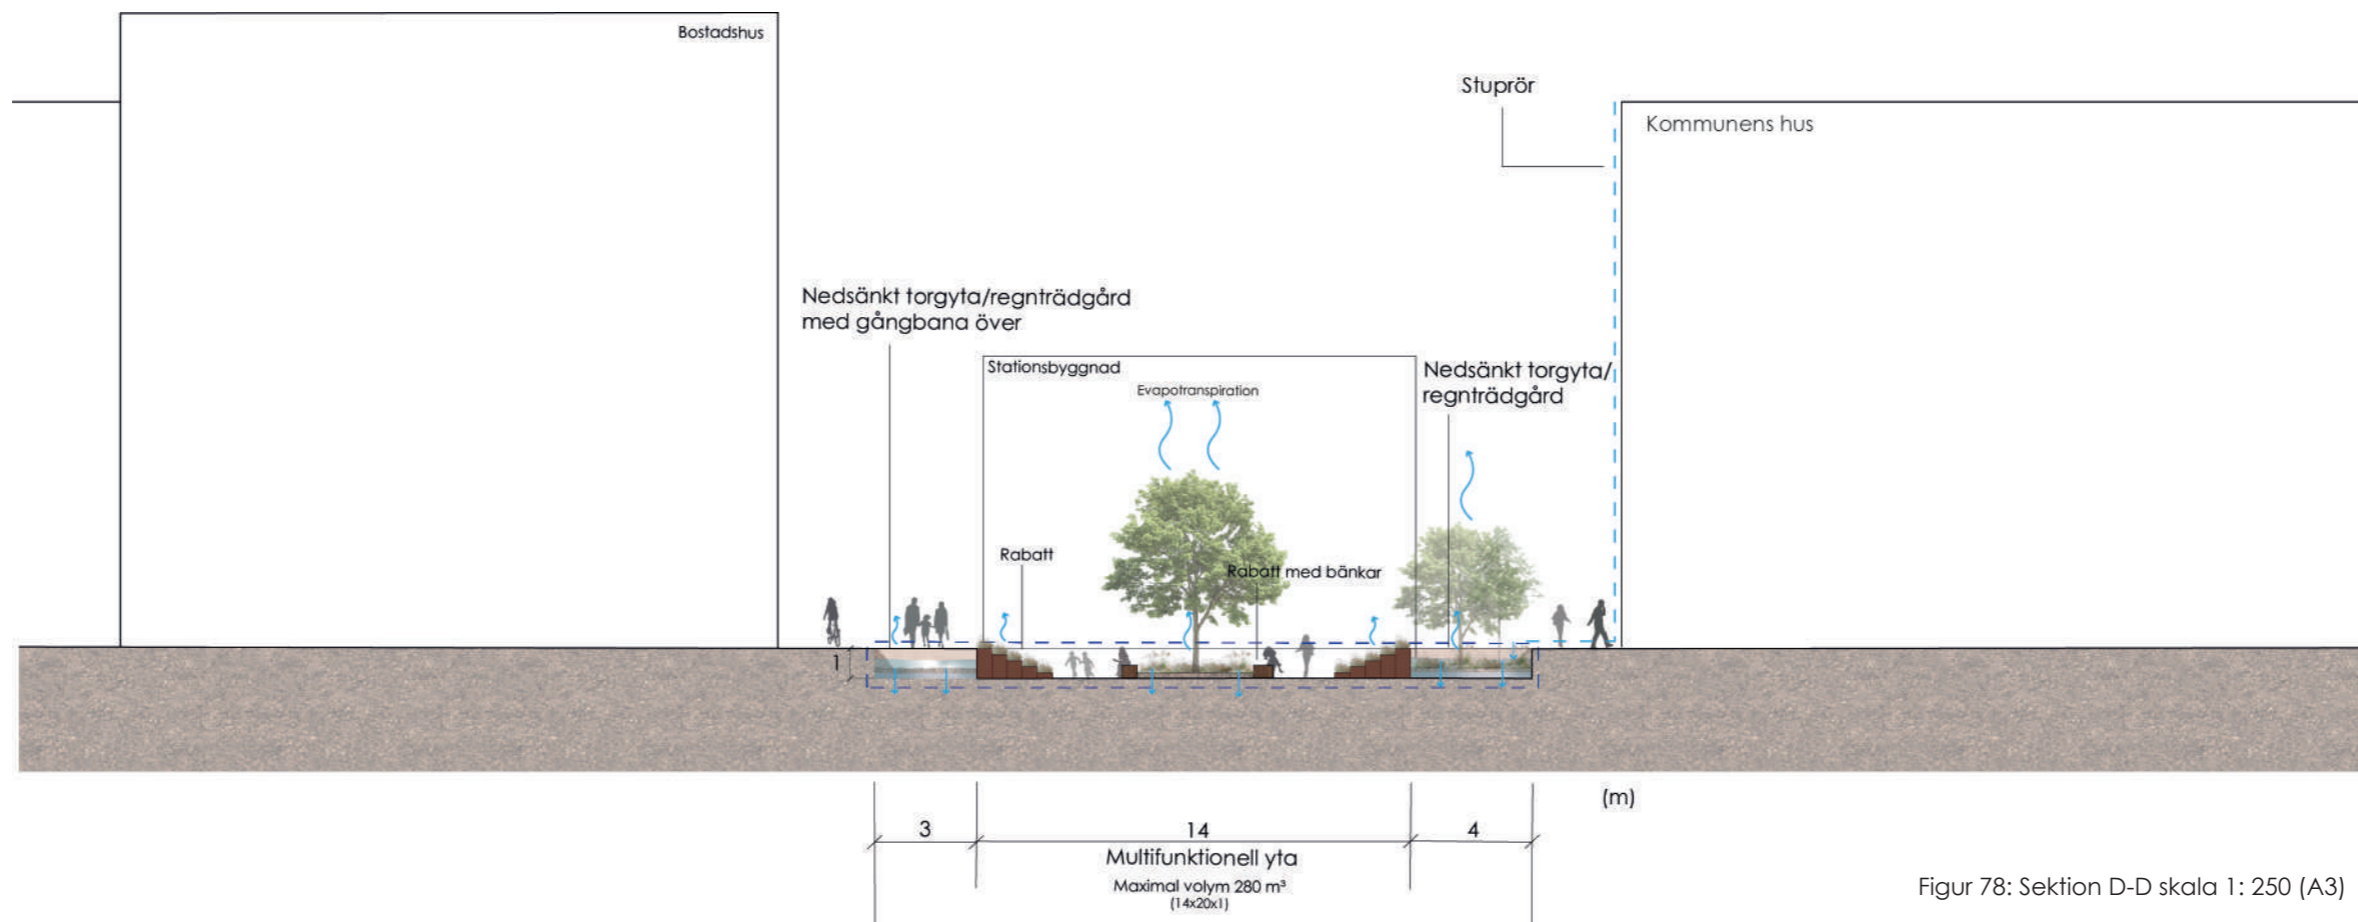 Bostadshus
Stuprör
Kommunens hus
Nedsänkt torgyta/regnträdgård
med gångbana över
Stationsbyggnad
Evapotranspiration
Nedsänkt torgyta/
regnträdgård
Rabatt
Rabatt med bänkar
1
(m)
3
14
4
Multifunktionell yta
Maximal volym 280 m³
(14x20x1)
Figur 78: Sektion D-D skala 1: 250 (A3)